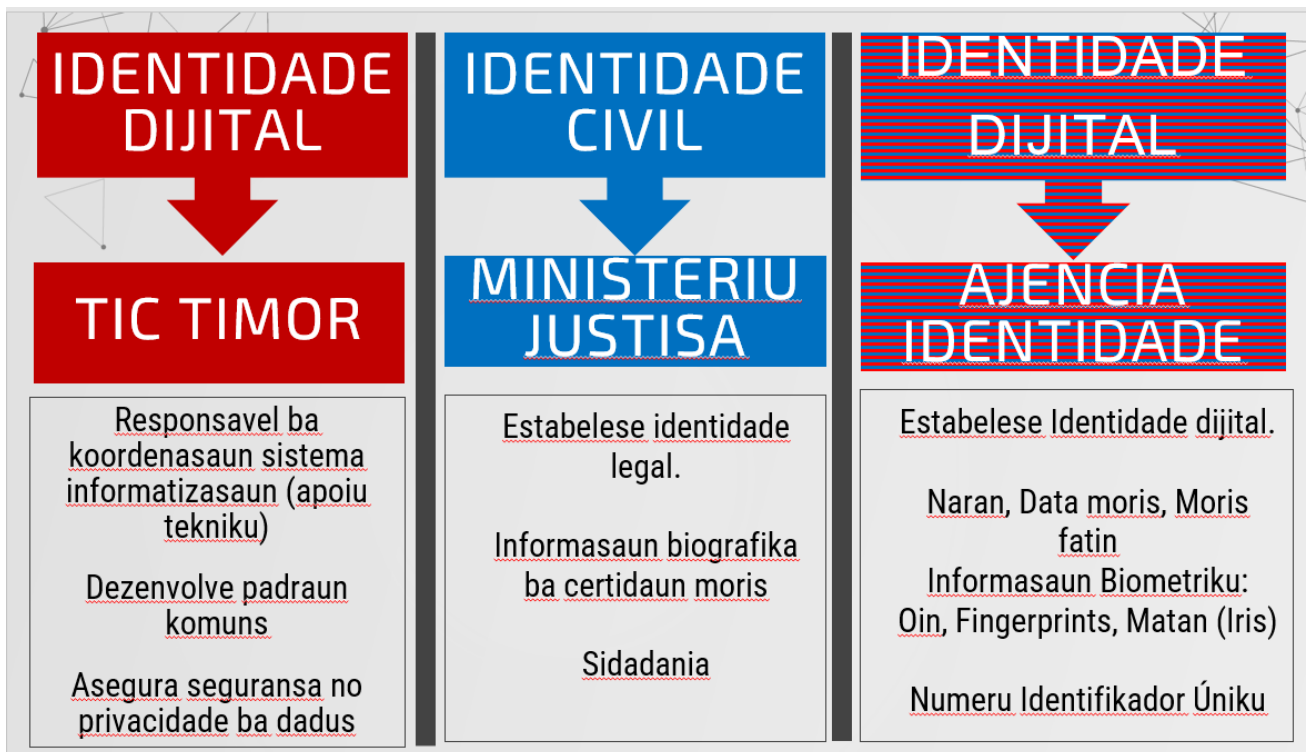 IDENTIDADE
DIJITAL
TIC TIMOR
Responsavel ba
koordenasaun sistema
informatizasaun (apoiu
tekniku)
Dezenvolve padraun
komuns
Asegura seguransa no
privacidade ba dadus
IDENTIDADE
CIVIL
MINISTERIU
JUSTISA
Estabelese identidade
legal.
Informasaun biografika
ba certidaun moris
Sidadania
IDENTIDADE
DIJITAL
AJENCIA
IDENTIDADE
Estabelese Identidade dijital.
Naran, Data moris, Moris
fatin
Informasaun Biometriku:
Oin, Fingerprints, Matan (Iris)
Numeru Identifikador Úniku